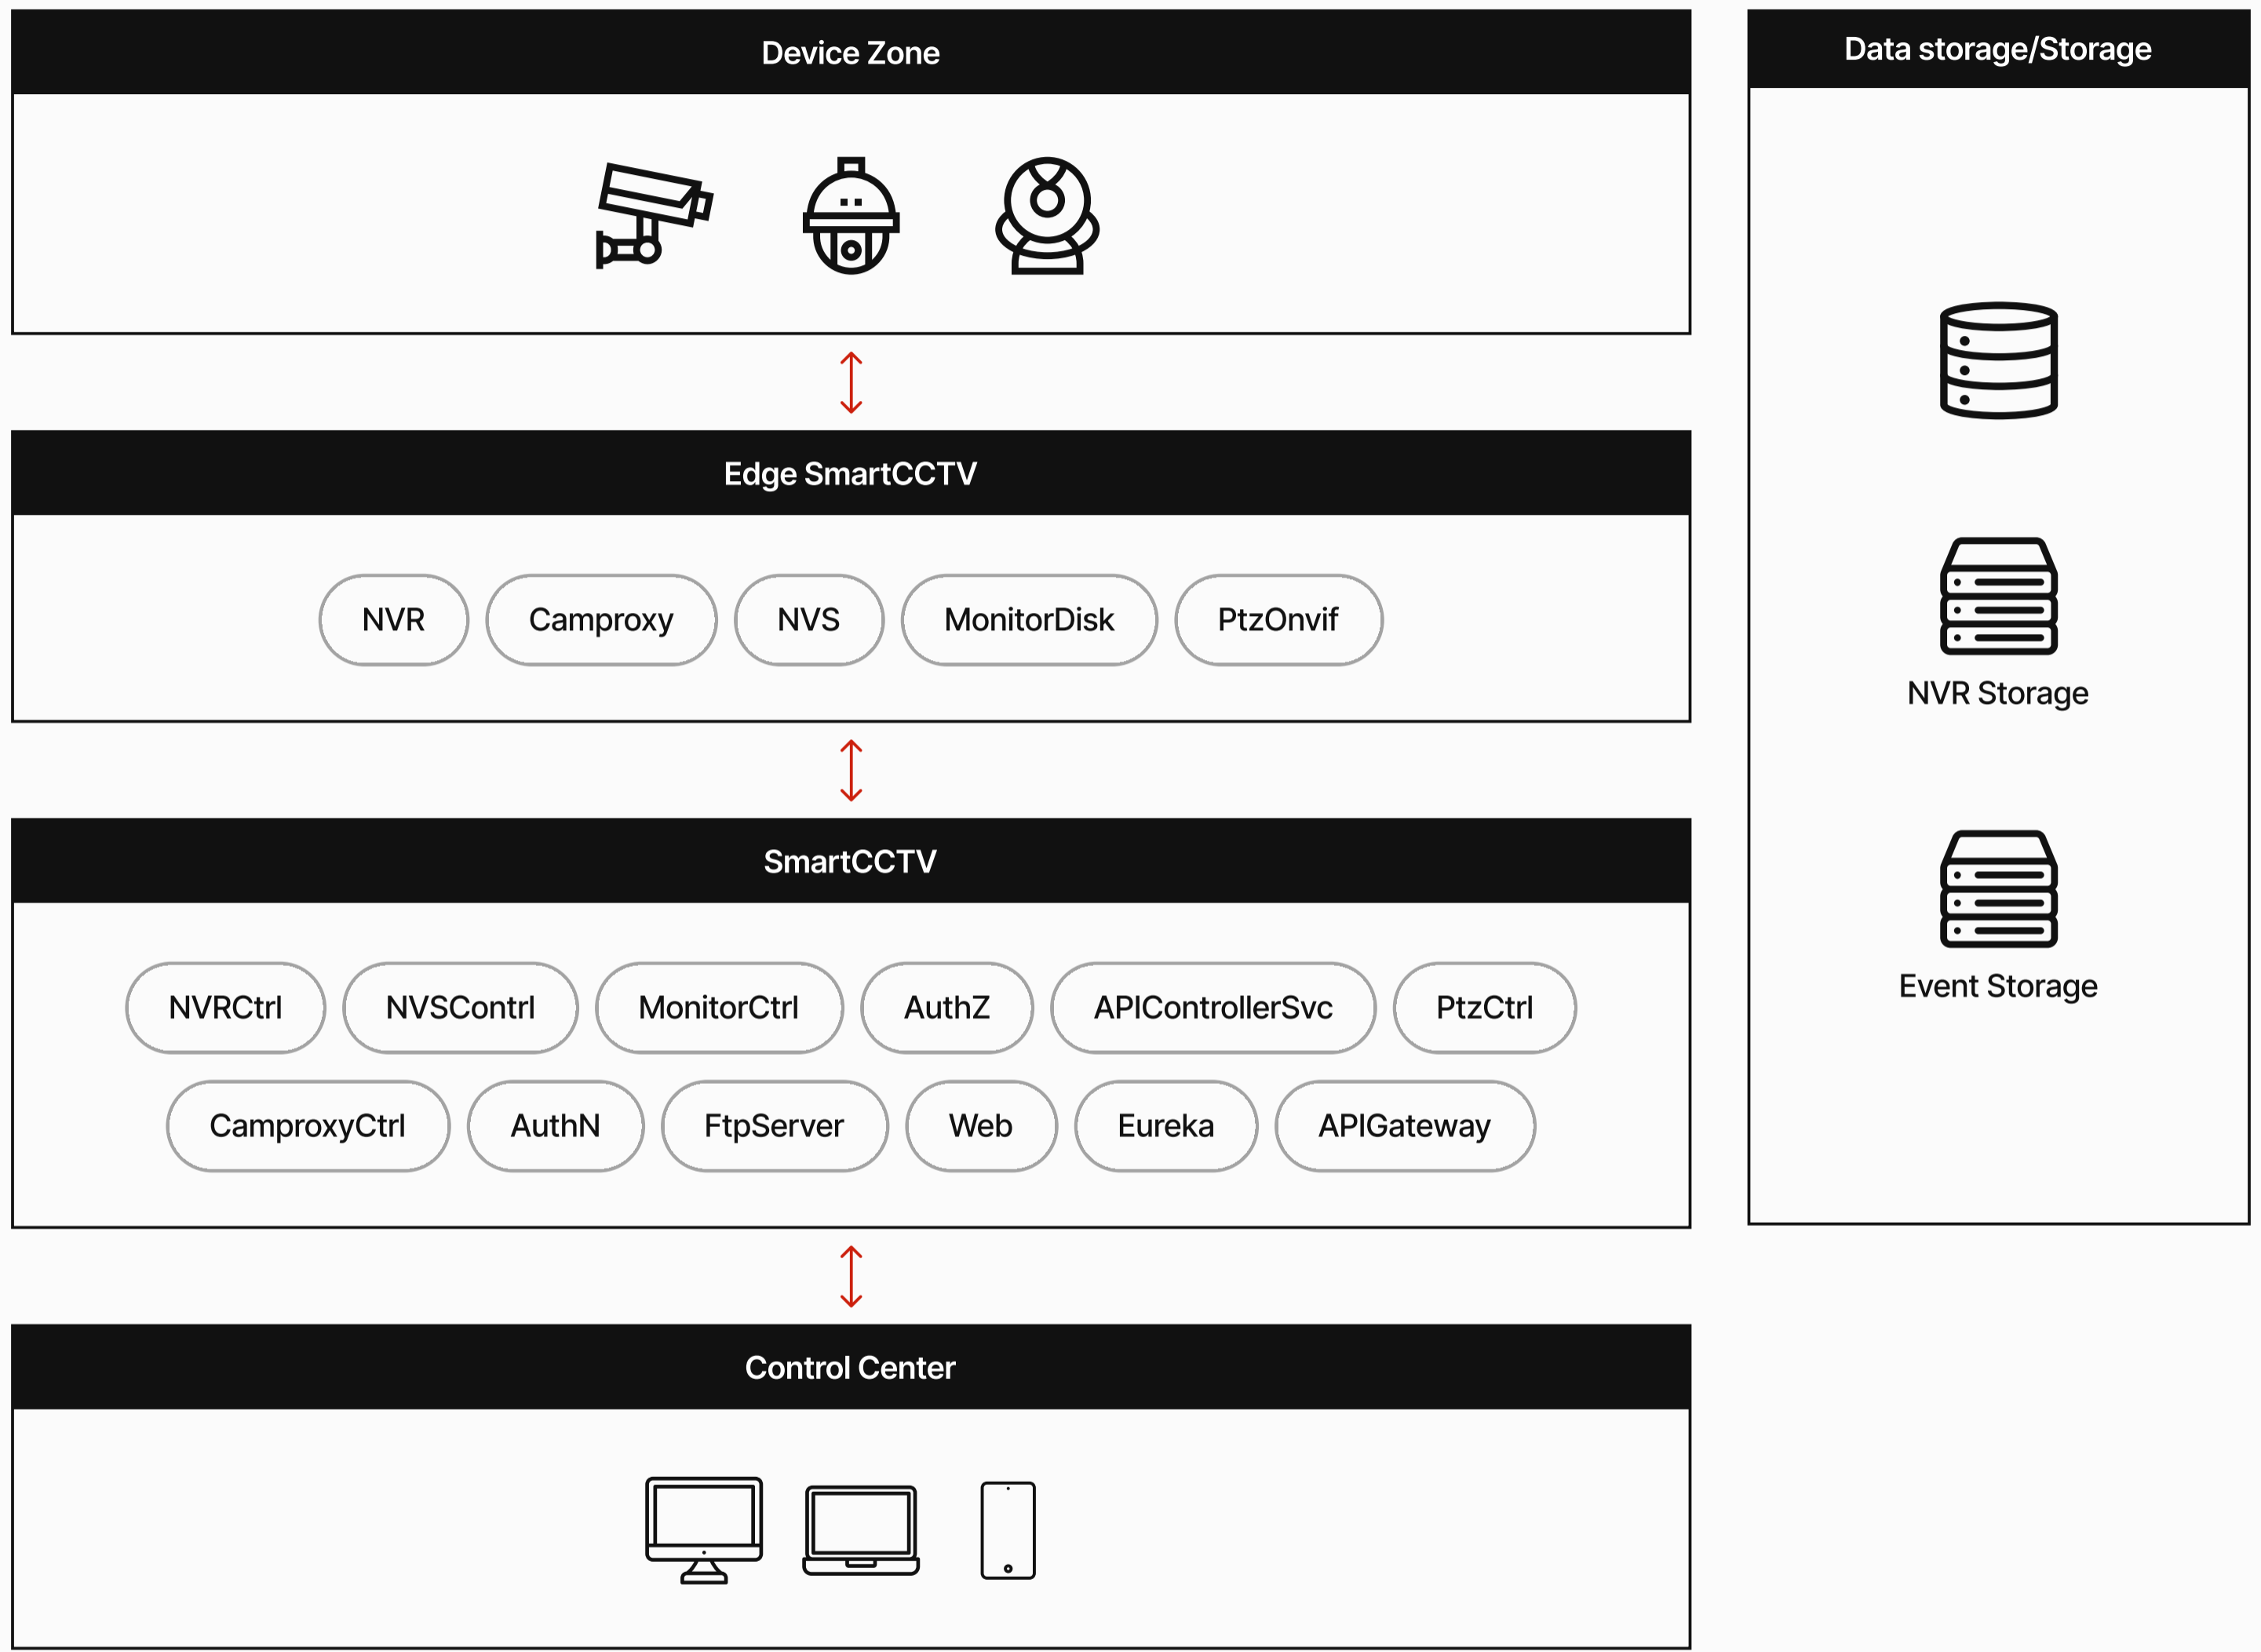 Device Zone
Edge SmartCCTV
NVR
Camproxy
NVS
MonitorDisk
PtzOnvif
SmartCCTV
NVRCtrl
NVSContrl
MonitorCtrl
AuthZ
APIControllerSvc
PtzCtrl
CamproxyCtrl
AuthN
FtpServer
Web
Eureka
APIGateway
Control Center
Data storage/Storage
NVR Storage
Event Storage